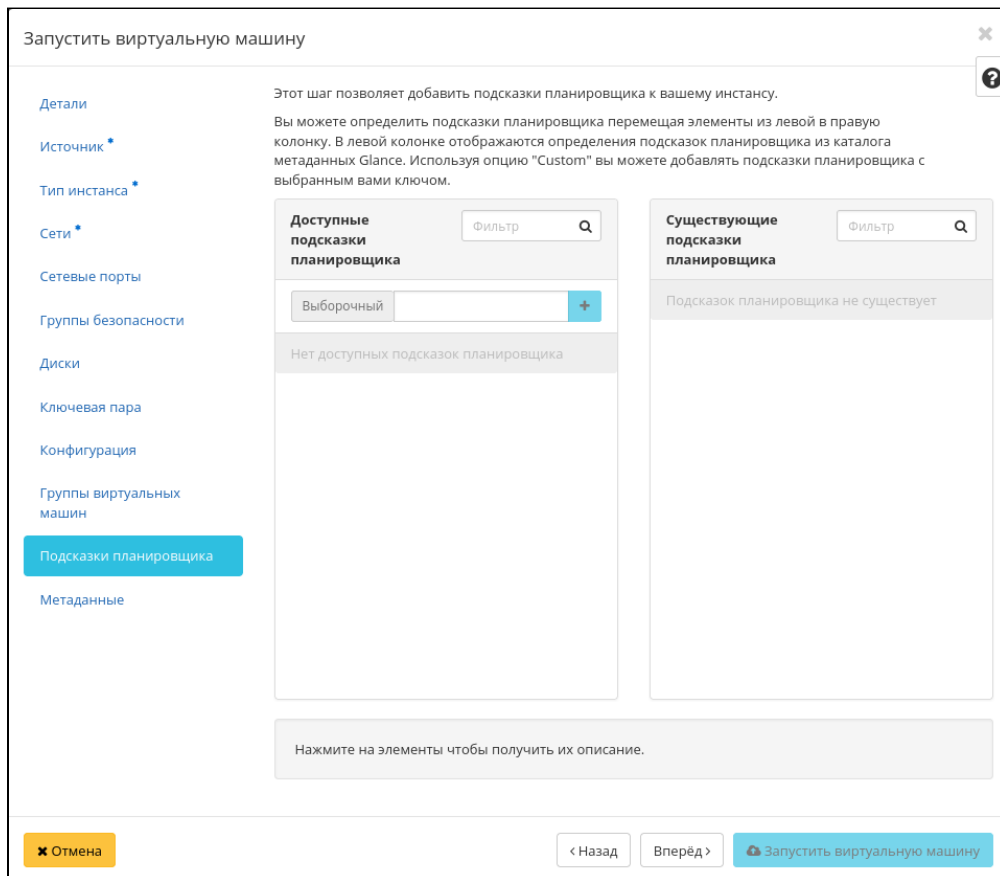 Запустить виртуальную машину
Детали
Источник *
Тип инстанса *
Сети *
Сетевые порты
Группы безопасности
Диски
Ключевая пара
Конфигурация
Группы виртуальных
машин
Подсказки планировщика
Метаданные
Этот шаг позволяет добавить подсказки планировщика к вашему инстансу.
Вы можете определить подсказки планировщика перемещая элементы из левой в правую
колонку. В левой колонке отображаются определения подсказок планировщика из каталога
метаданных Glance. Используя опцию "Custom" вы можете добавлять подсказки планировщика с
выбранным вами ключом.
Доступные
подсказки
планировщика
Фильтр
Выборочный
Нет доступных подсказок планировщика
Существующие
подсказки
планировщика
Фильтр
Подсказок планировщика не существует
Нажмите на элементы чтобы получить их описание.
✖ Отмена
‹ Назад
Вперёд ›
Запустить виртуальную машину